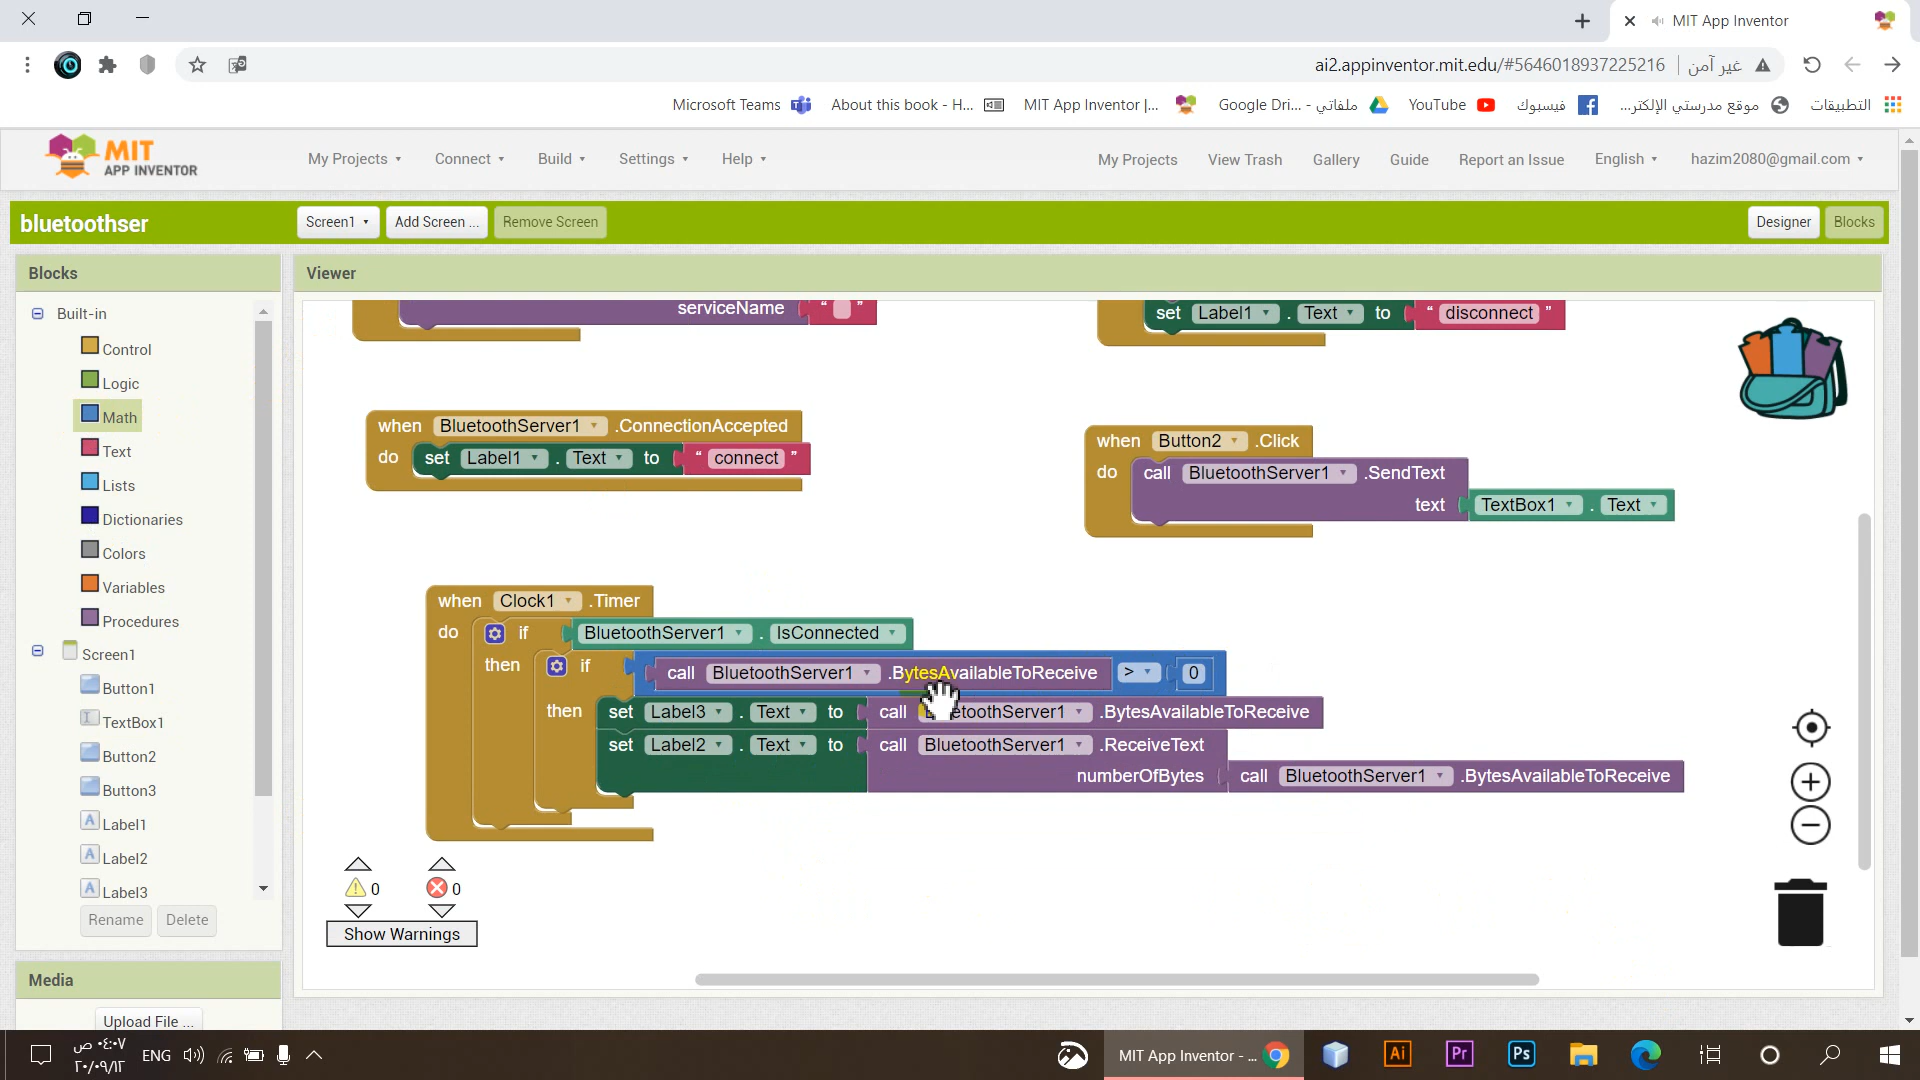 MIT App Inventor
ai2.appinventor.mit.edu/#5646018937225216
غير آمن
Microsoft Teams
About this book - H...
MIT App Inventor |...
Google Dri... - ملفاتي
YouTube
فيسبوك
موقع مدرستي الإلكتر...
التطبيقات
MIT
APP INVENTOR
My Projects
Connect
Build
Settings
Help
My Projects
View Trash
Gallery
Guide
Report an Issue
English
hazim2080@gmail.com
bluetoothser
Screen1
Add Screen ...
Remove Screen
Designer
Blocks
Blocks
Viewer
Built-in
Control
Logic
Math
Text
Lists
Dictionaries
Colors
Variables
Procedures
Screen1
Button1
TextBox1
Button2
Button3
Label1
Label2
Label3
Rename
Delete
Media
Upload File ...
serviceName " "
set Label1 . Text to " disconnect "
when BluetoothServer1 .ConnectionAccepted
do set Label1 . Text to " connect "
when Button2 .Click
do call BluetoothServer1 .SendText
text TextBox1 . Text
when Clock1 .Timer
do if BluetoothServer1 . IsConnected
then if call BluetoothServer1 .BytesAvailableToReceive > 0
then set Label3 . Text to call BluetoothServer1 .BytesAvailableToReceive
set Label2 . Text to call BluetoothServer1 .ReceiveText
numberOfBytes call BluetoothServer1 .BytesAvailableToReceive
0
0
Show Warnings
٠٤:٠٧ ص
ENG
MIT App Inventor - ...
Ai
Pr
Ps